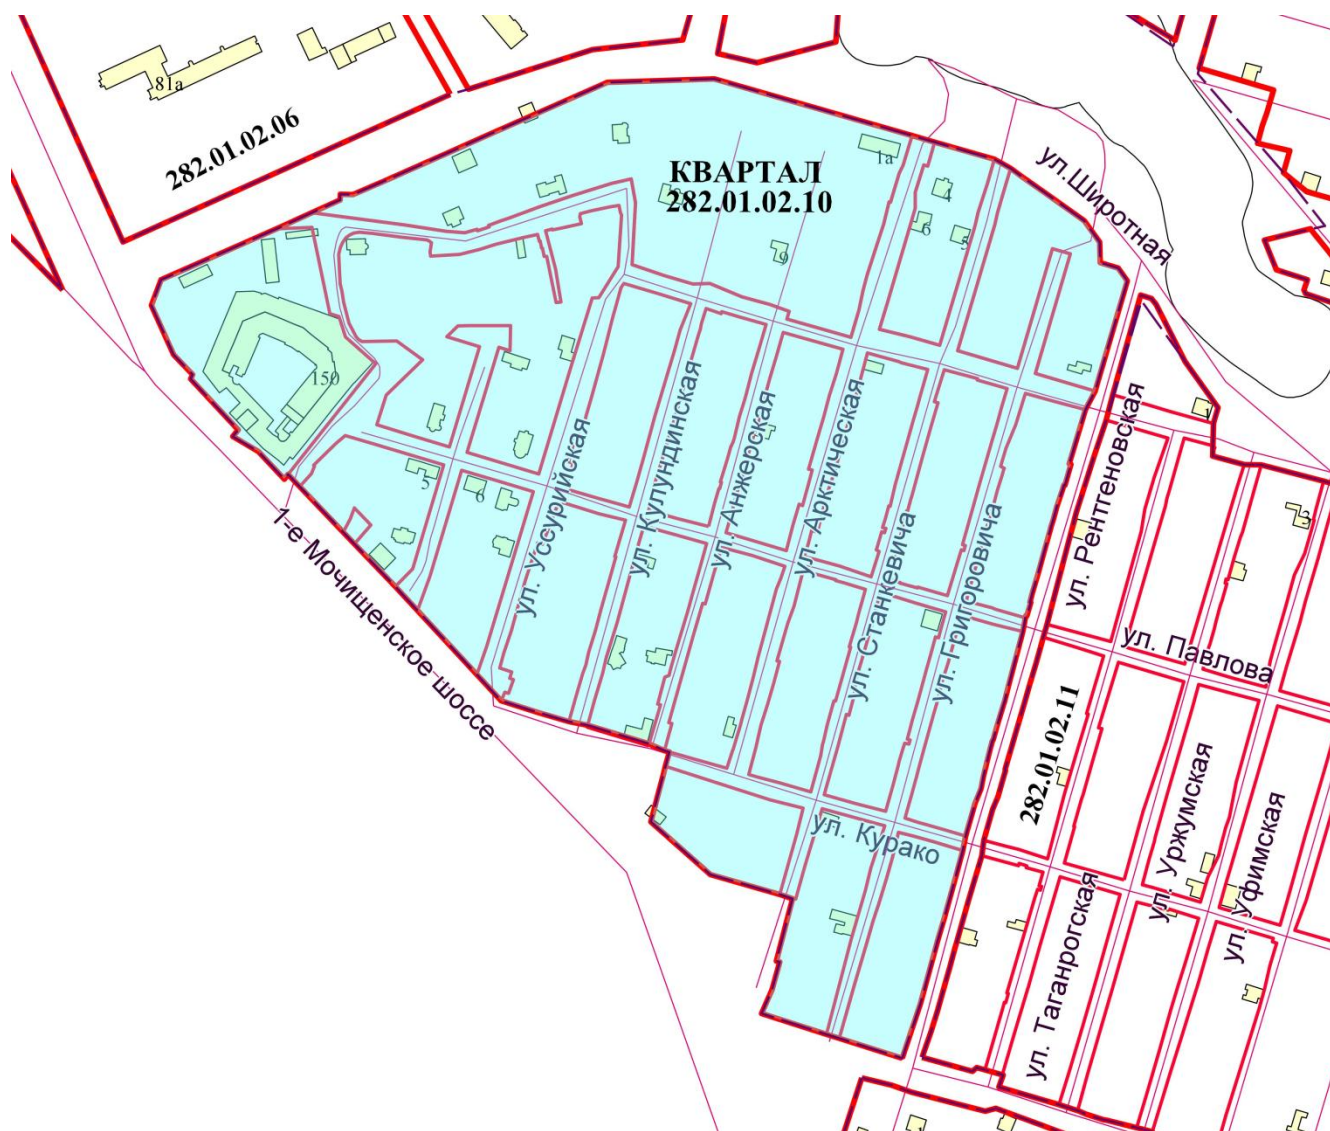 81а
282.01.02.06
КВАРТАЛ
282.01.02.10
1а
ул.Широтная
4
6
5
9
150
5
6
ул. Уссурийская
ул. Кулундинская
ул. Анжерская
ул. Арктическая
ул. Станкевича
ул. Григоровича
ул. Рентгеновская
3
ул. Павлова
1-е Мочищенское шоссе
282.01.02.11
ул. Курако
ул. Уржумская
ул. Уфимская
ул. Таганрогская